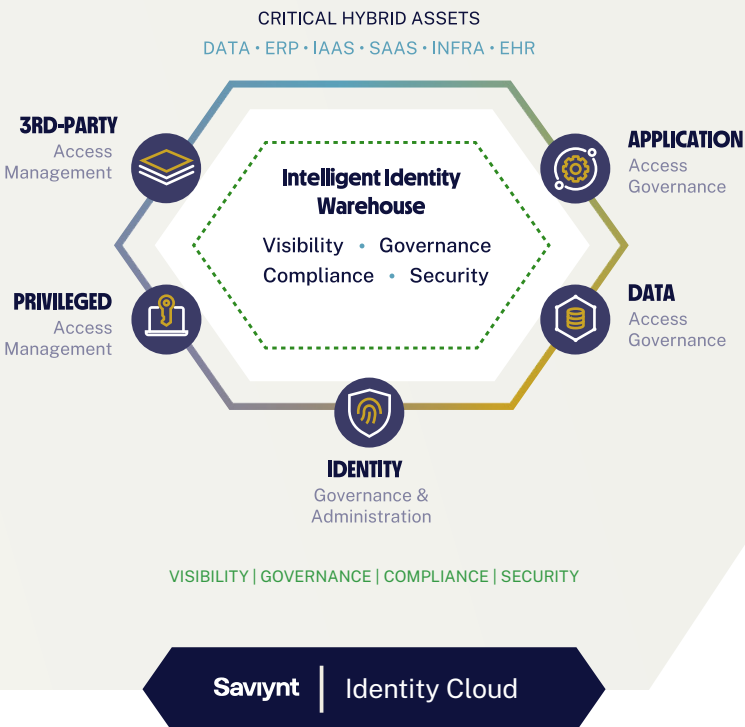 CRITICAL HYBRID ASSETS
DATA • ERP • IAAS • SAAS • INFRA • EHR
3RD-PARTY
Access
Management
APPLICATION
Access
Governance
Intelligent Identity
Warehouse
Visibility • Governance
Compliance • Security
PRIVILEGED
Access
Management
DATA
Access
Governance
IDENTITY
Governance &
Administration
VISIBILITY | GOVERNANCE | COMPLIANCE | SECURITY
Saviynt | Identity Cloud